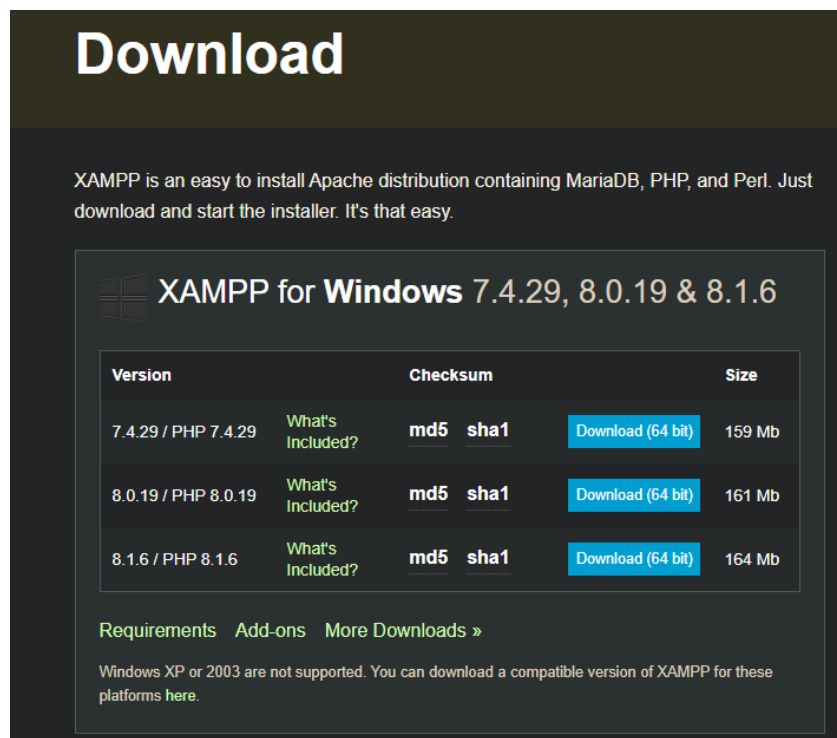 Download
XAMPP is an easy to install Apache distribution containing MariaDB, PHP, and Perl. Just
download and start the installer. It's that easy.
XAMPP for Windows 7.4.29, 8.0.19 & 8.1.6
Version Checksum Size
7.4.29 / PHP 7.4.29 What's Included? md5 sha1 Download (64 bit) 159 Mb
8.0.19 / PHP 8.0.19 What's Included? md5 sha1 Download (64 bit) 161 Mb
8.1.6 / PHP 8.1.6 What's Included? md5 sha1 Download (64 bit) 164 Mb
Requirements Add-ons More Downloads »
Windows XP or 2003 are not supported. You can download a compatible version of XAMPP for these
platforms here.